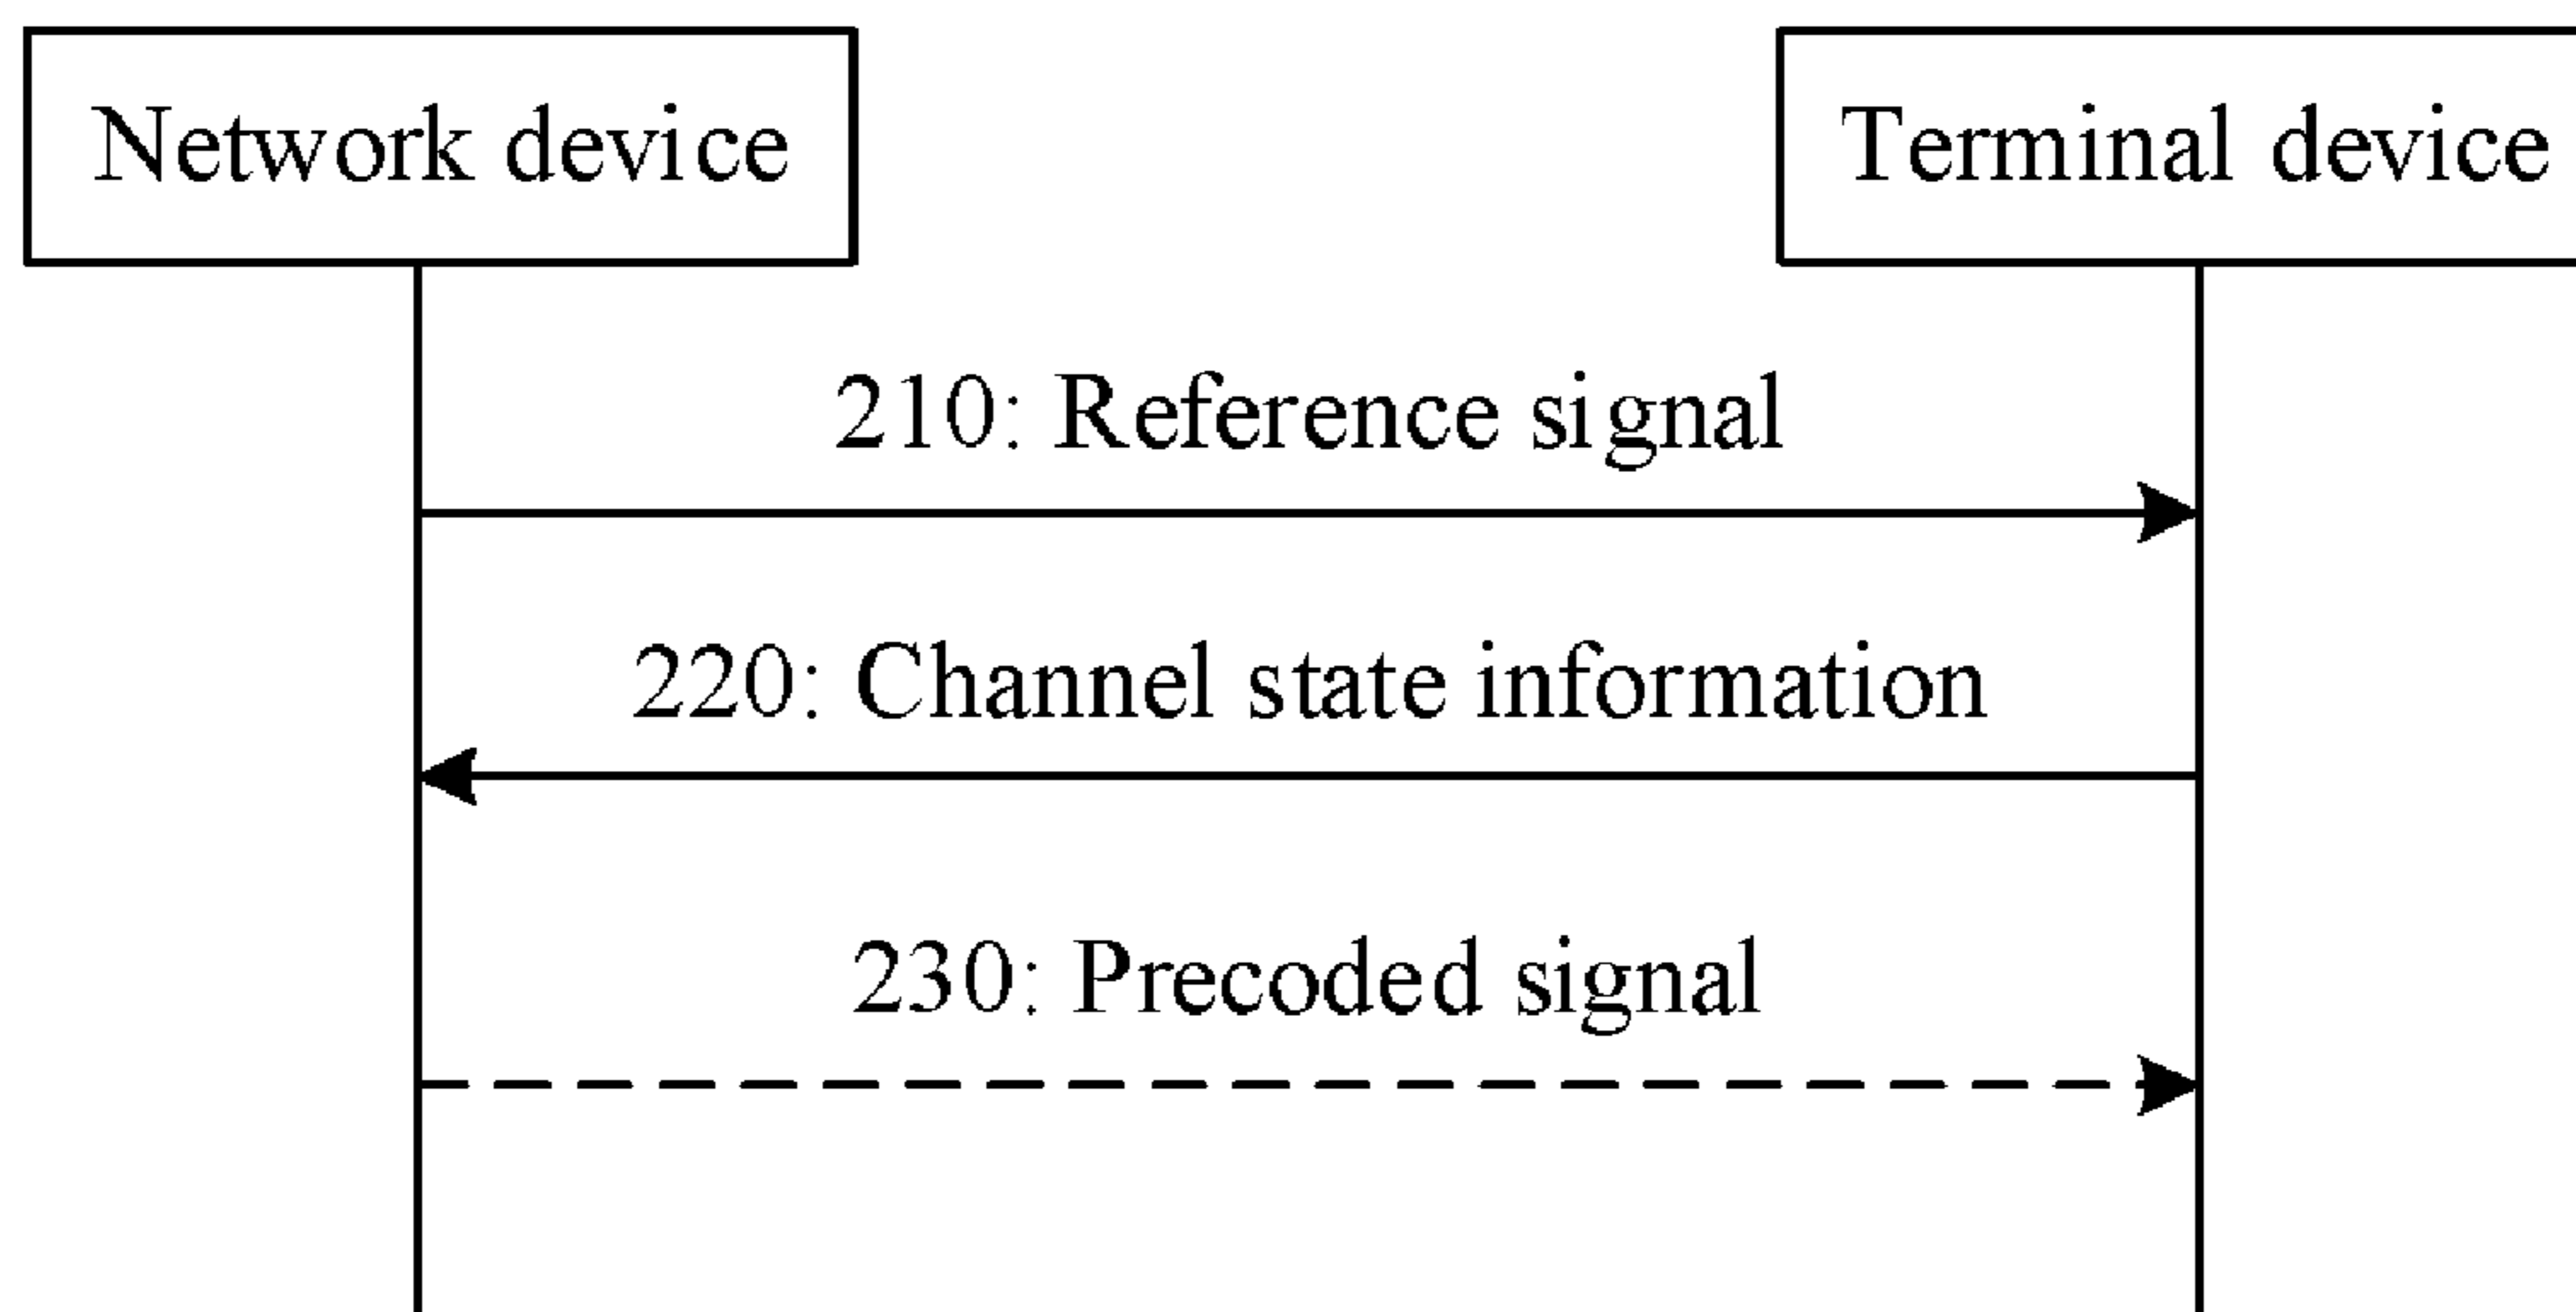 Network device
Terminal device
210: Reference signal
220: Channel state information
230: Precoded signal